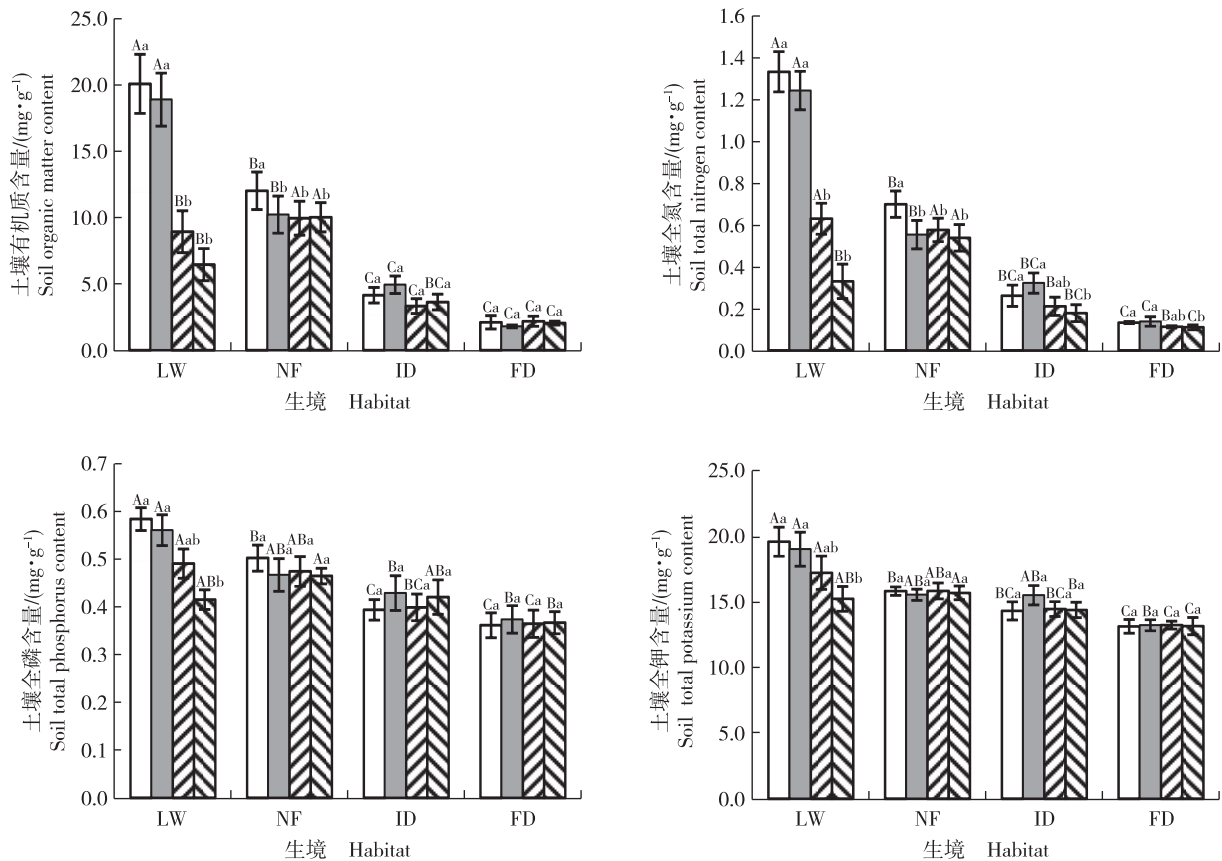 土壤有机质含量/(mg•g⁻¹)
Soil organic matter content
25.0
20.0
15.0
10.0
5.0
0.0
Aa Aa Bb Bb
Ba Bb Ab Ab
Ca Ca Ca BCa
Ca Ca Ca Ca
LW NF ID FD
生境 Habitat
土壤全氮含量/(mg•g⁻¹)
Soil total nitrogen content
1.6
1.4
1.2
1.0
0.8
0.6
0.4
0.2
0.0
Aa Aa Ab Bb
Ba Bb Ab Ab
BCa BCa Bab BCb
Ca Ca Bab Cb
LW NF ID FD
生境 Habitat
土壤全磷含量/(mg•g⁻¹)
Soil total phosphorus content
0.7
0.6
0.5
0.4
0.3
0.2
0.1
0.0
Aa Aa Aab ABb
Ba ABa ABa Aa
Ca Ba BCa ABa
Ca Ba Ca Ba
LW NF ID FD
生境 Habitat
土壤全钾含量/(mg•g⁻¹)
Soil total potassium content
25.0
20.0
15.0
10.0
5.0
0.0
Aa Aa Aab ABb
Ba ABa ABa Aa
BCa ABa BCa Ba
Ca Ba Ca Ca
LW NF ID FD
生境 Habitat